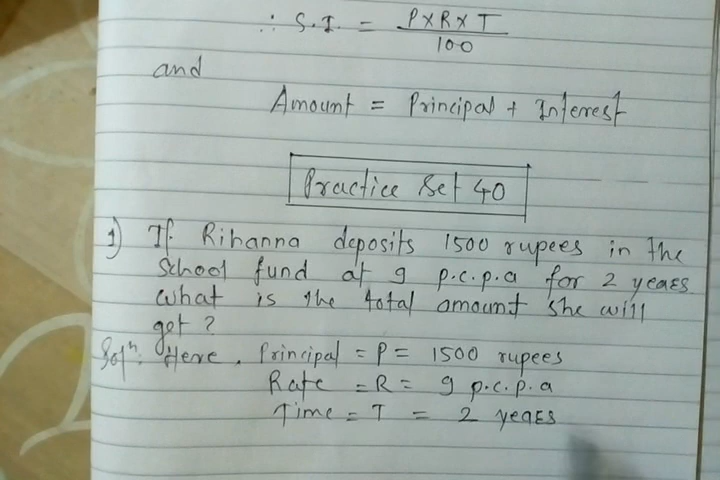 ∴ S.I. = P×R×T
100
and
Amount = Principal + Interest
Practice Set 40
1) If Rihanna deposits 1500 rupees in the
School fund at 9 p.c.p.a for 2 years
what is the total amount she will
get ?
Solⁿ: Here, Principal = P = 1500 rupees
Rate = R = 9 p.c.p.a
Time = T = 2 years